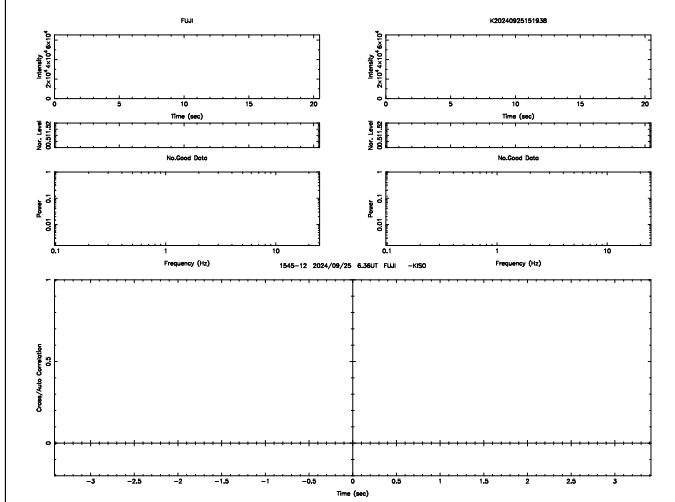 FUJI
K20240925151938
Intensity
0 2×10⁴ 4×10⁴ 6×10⁴
0 5 10 15 20
Time (sec)
Intensity
0 2×10⁴ 4×10⁴ 6×10⁴
0 5 10 15 20
Time (sec)
Nor. Level
00.511.52
Nor. Level
00.511.52
No.Good Data
No.Good Data
Power
0.01 0.1 1
0.1 1 10
Frequency (Hz)
Power
0.01 0.1 1
0.1 1 10
Frequency (Hz)
1545-12 2024/09/25 6.36UT FUJI -KISO
Cross/Auto Correlation
0 0.5 1
-3 -2.5 -2 -1.5 -1 -0.5 0 0.5 1 1.5 2 2.5 3
Time (sec)